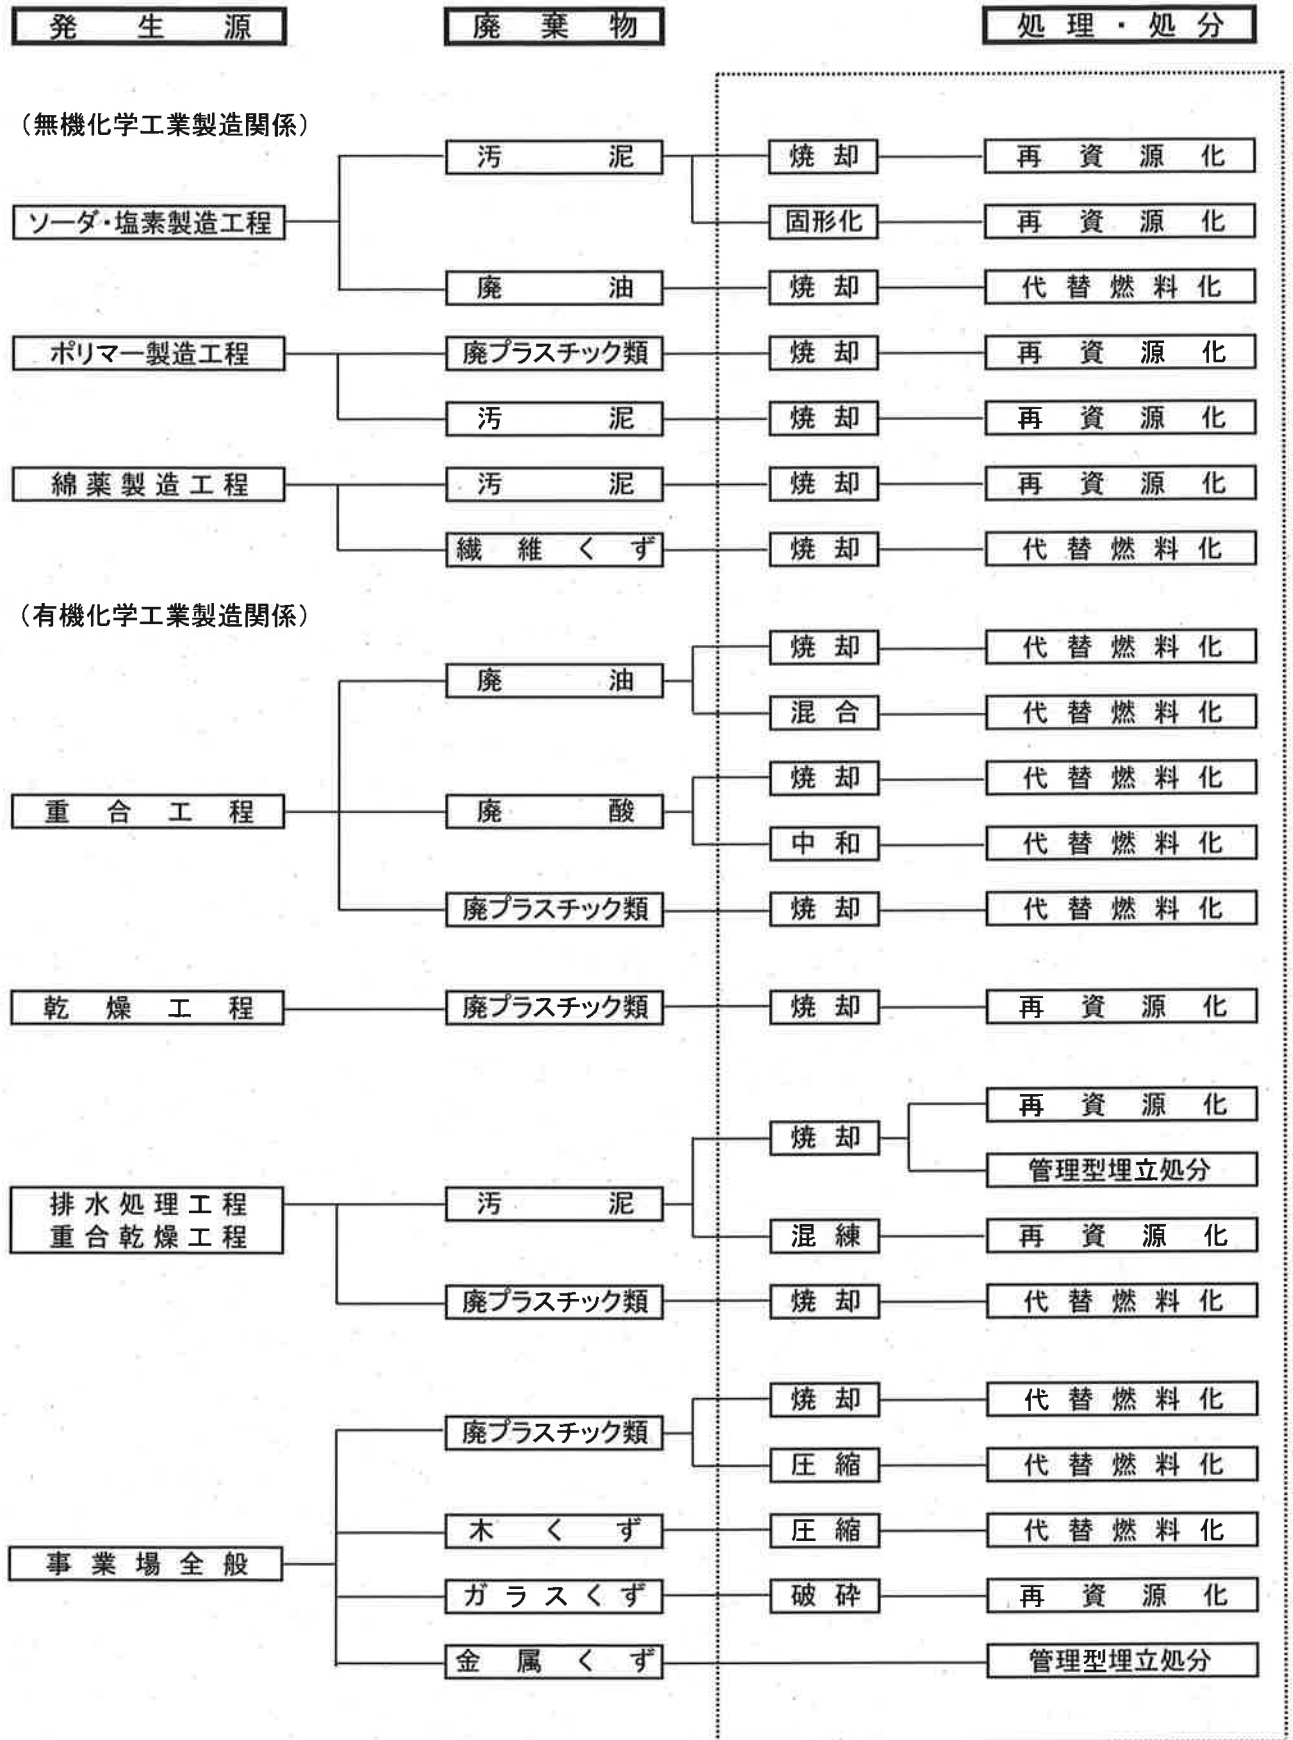 発生源 廃棄物 処理・処分
（無機化学工業製造関係）
汚泥 焼却 再資源化
ソーダ・塩素製造工程 固形化 再資源化
廃油 焼却 代替燃料化
ポリマー製造工程 廃プラスチック類 焼却 再資源化
汚泥 焼却 再資源化
綿薬製造工程 汚泥 焼却 再資源化
繊維くず 焼却 代替燃料化
（有機化学工業製造関係）
焼却 代替燃料化
廃油
混合 代替燃料化
焼却 代替燃料化
重合工程 廃酸
中和 代替燃料化
廃プラスチック類 焼却 代替燃料化
乾燥工程 廃プラスチック類 焼却 再資源化
再資源化
焼却
管理型埋立処分
排水処理工程 汚泥
重合乾燥工程 混練 再資源化
廃プラスチック類 焼却 代替燃料化
焼却 代替燃料化
廃プラスチック類
圧縮 代替燃料化
木くず 圧縮 代替燃料化
事業場全般
ガラスくず 破砕 再資源化
金属くず 管理型埋立処分